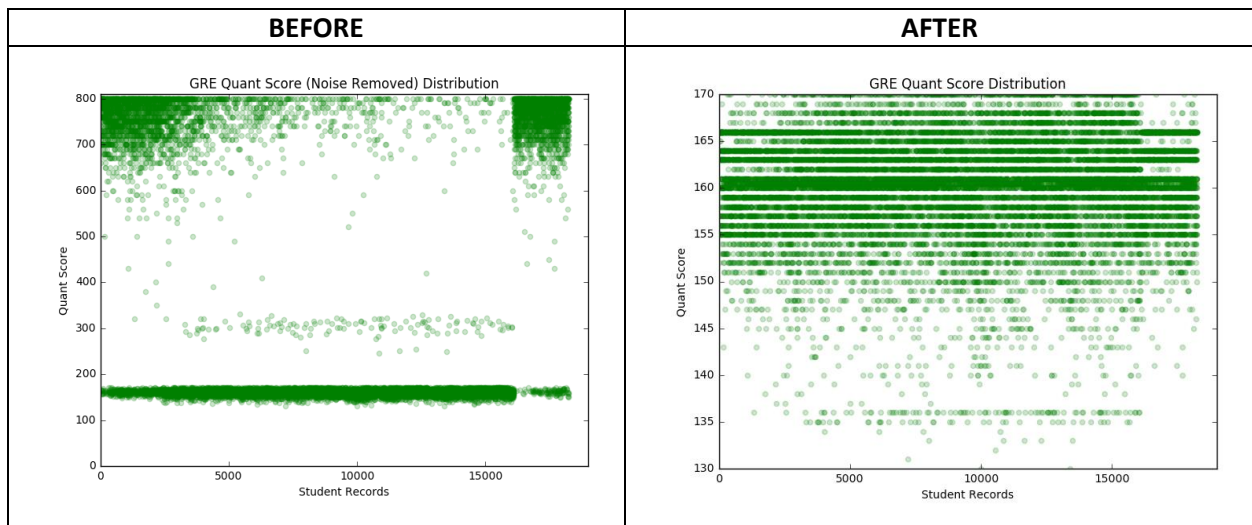 BEFORE
AFTER
GRE Quant Score (Noise Removed) Distribution
800
700
600
500
400
300
200
100
0
Quant Score
0 5000 10000 15000
Student Records
GRE Quant Score Distribution
170
165
160
155
150
145
140
135
130
Quant Score
0 5000 10000 15000
Student Records